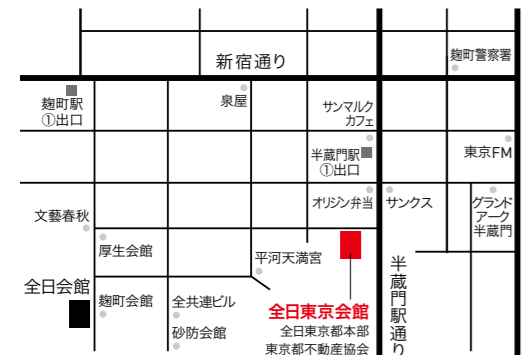 新宿通り
麹町警察署
麹町駅
①出口
泉屋
サンマルク
カフェ
半蔵門駅
①出口
東京FM
オリジン弁当
サンクス
グランド
アーク
半蔵門
文藝春秋
厚生会館
平河天満宮
半蔵門駅通り
全日会館
麹町会館
全共連ビル
全日東京会館
砂防会館
全日東京都本部
東京都不動産協会